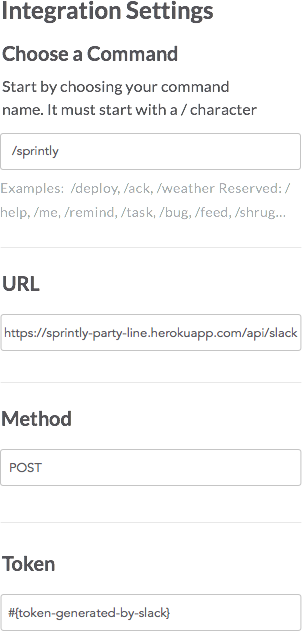 Integration Settings
Choose a Command
Start by choosing your command
name. It must start with a / character
/sprintly
Examples: /deploy, /ack, /weather Reserved: /
help, /me, /remind, /task, /bug, /feed, /shrug...
URL
https://sprintly-party-line.herokuapp.com/api/slack
Method
POST
Token
#{token-generated-by-slack}